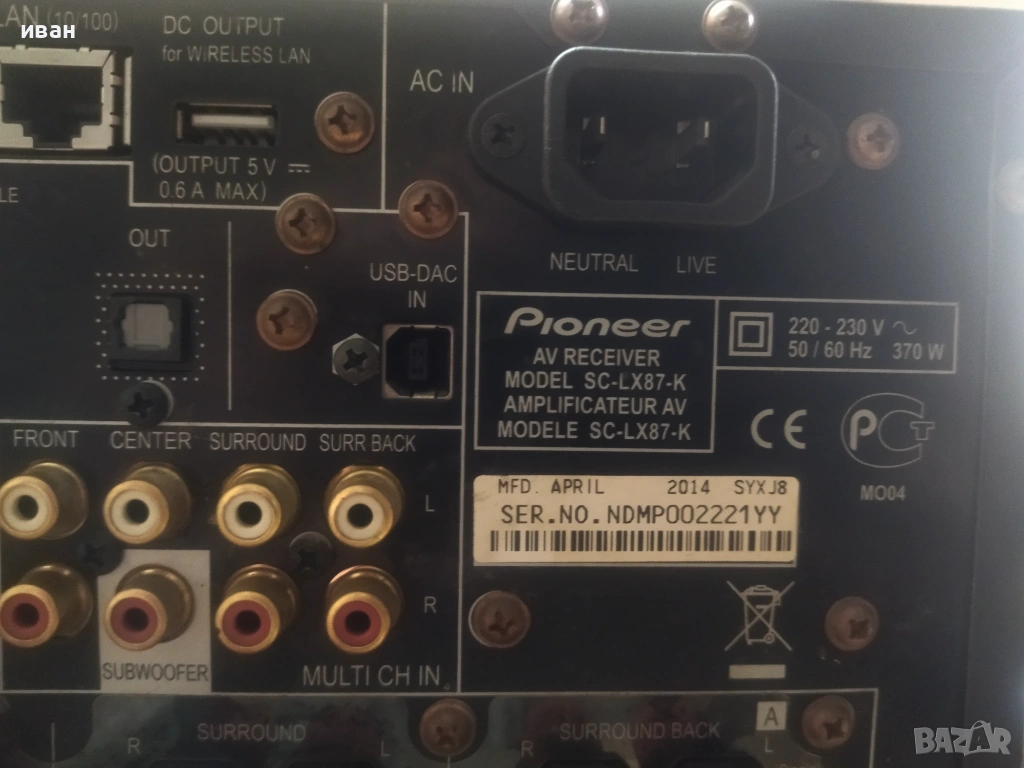 иван
LAN (10/100)
DC OUTPUT
for WIRELESS LAN
(OUTPUT 5 V
0.6 A MAX)
AC IN
NEUTRAL LIVE
OUT
USB-DAC
IN
Pioneer
AV RECEIVER
MODEL SC-LX87-K
AMPLIFICATEUR AV
MODELE SC-LX87-K
220 - 230 V
50 / 60 Hz 370 W
CE
РСТ
MO04
MFD. APRIL 2014 SYXJ8
SER.NO.NDMP002221YY
FRONT CENTER SURROUND SURR BACK
L
R
SUBWOOFER
MULTI CH IN
SURROUND
R L
SURROUND BACK
R L
A
BAZAR